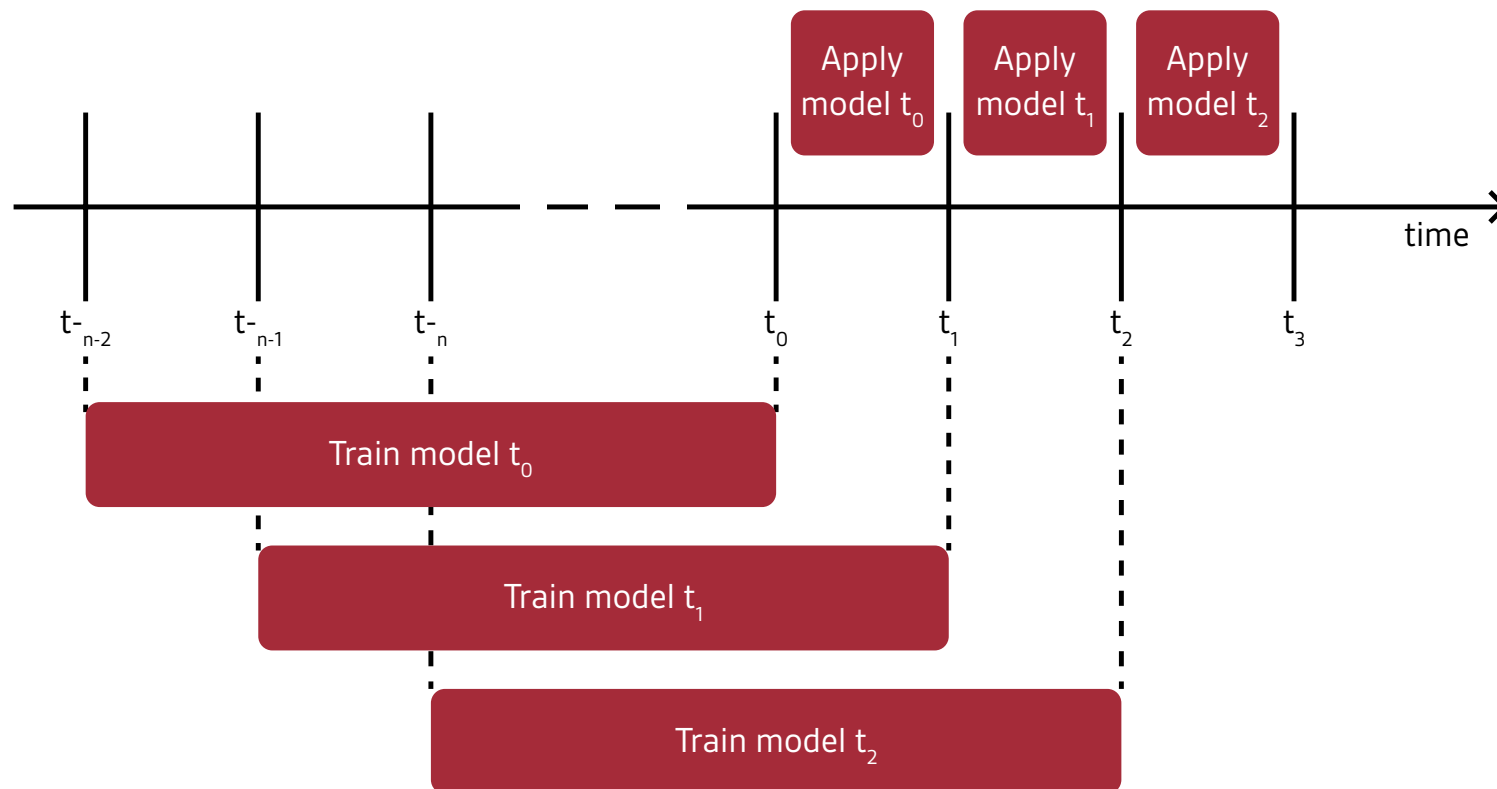 Apply
model t₀
Apply
model t₁
Apply
model t₂
time
t-ₙ₋₂
t-ₙ₋₁
t-ₙ
t₀
t₁
t₂
t₃
Train model t₀
Train model t₁
Train model t₂